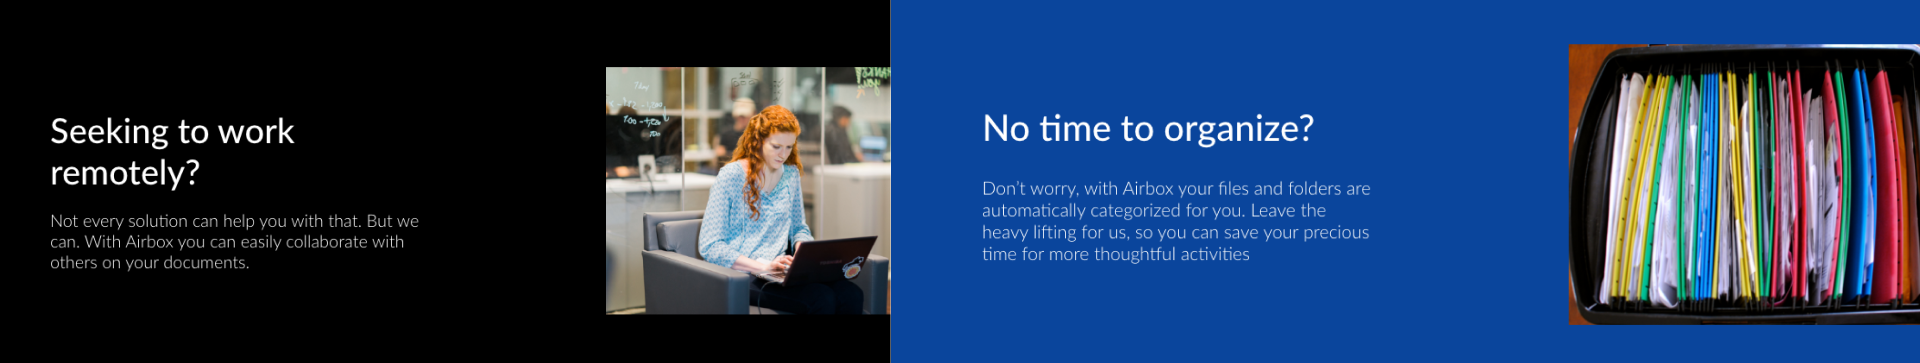 Seeking to work
remotely?
Not every solution can help you with that. But we
can. With Airbox you can easily collaborate with
others on your documents.
No time to organize?
Don’t worry, with Airbox your files and folders are
automatically categorized for you. Leave the
heavy lifting for us, so you can save your precious
time for more thoughtful activities